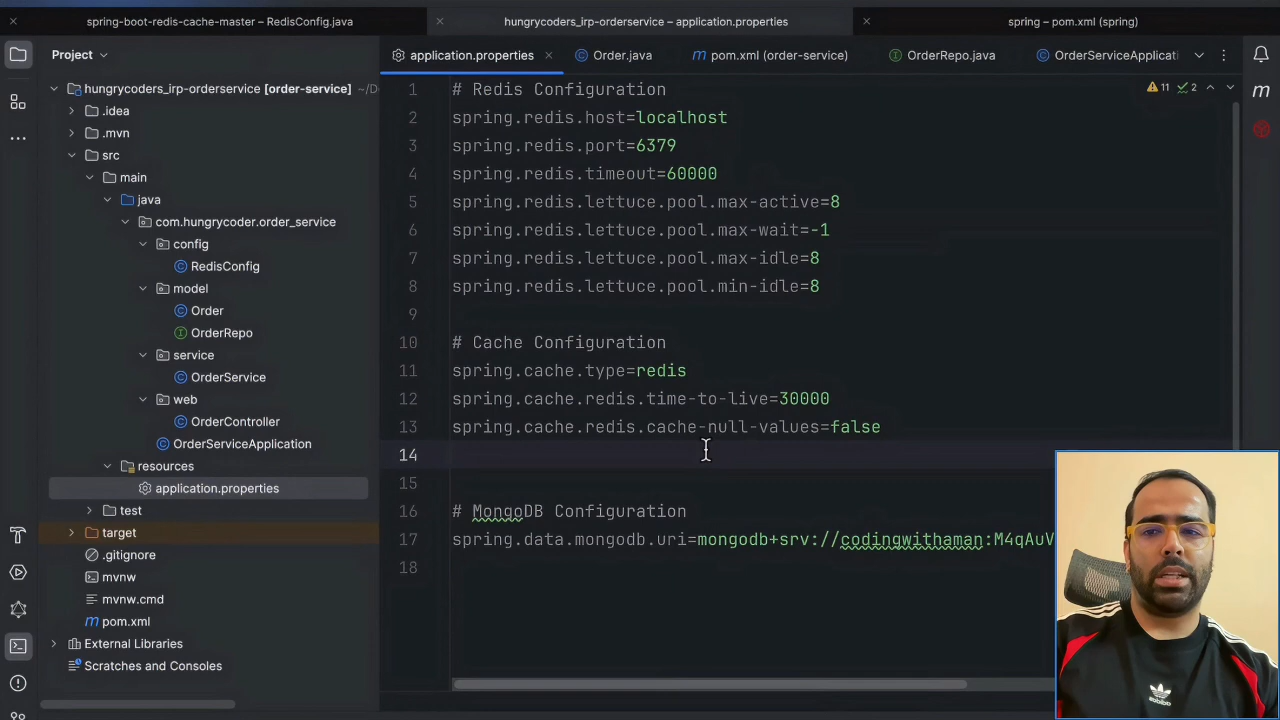 spring-boot-redis-cache-master – RedisConfig.java
hungrycoders_irp-orderservice – application.properties
spring – pom.xml (spring)
Project
application.properties
Order.java
pom.xml (order-service)
OrderRepo.java
OrderServiceApplicati
hungrycoders_irp-orderservice [order-service] ~/D
.idea
.mvn
src
main
java
com.hungrycoder.order_service
config
RedisConfig
model
Order
OrderRepo
service
OrderService
web
OrderController
OrderServiceApplication
resources
application.properties
test
target
.gitignore
mvnw
mvnw.cmd
pom.xml
External Libraries
Scratches and Consoles
11 2
1 # Redis Configuration
2 spring.redis.host=localhost
3 spring.redis.port=6379
4 spring.redis.timeout=60000
5 spring.redis.lettuce.pool.max-active=8
6 spring.redis.lettuce.pool.max-wait=-1
7 spring.redis.lettuce.pool.max-idle=8
8 spring.redis.lettuce.pool.min-idle=8
9
10 # Cache Configuration
11 spring.cache.type=redis
12 spring.cache.redis.time-to-live=30000
13 spring.cache.redis.cache-null-values=false
14
15
16 # MongoDB Configuration
17 spring.data.mongodb.uri=mongodb+srv://codingwithaman:M4qAuV
18